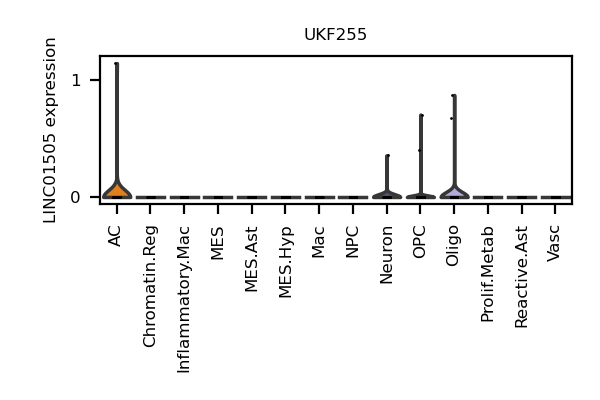 UKF255
LINC01505 expression
1
0
AC
Chromatin.Reg
Inflammatory.Mac
MES
MES.Ast
MES.Hyp
Mac
NPC
Neuron
OPC
Oligo
Prolif.Metab
Reactive.Ast
Vasc